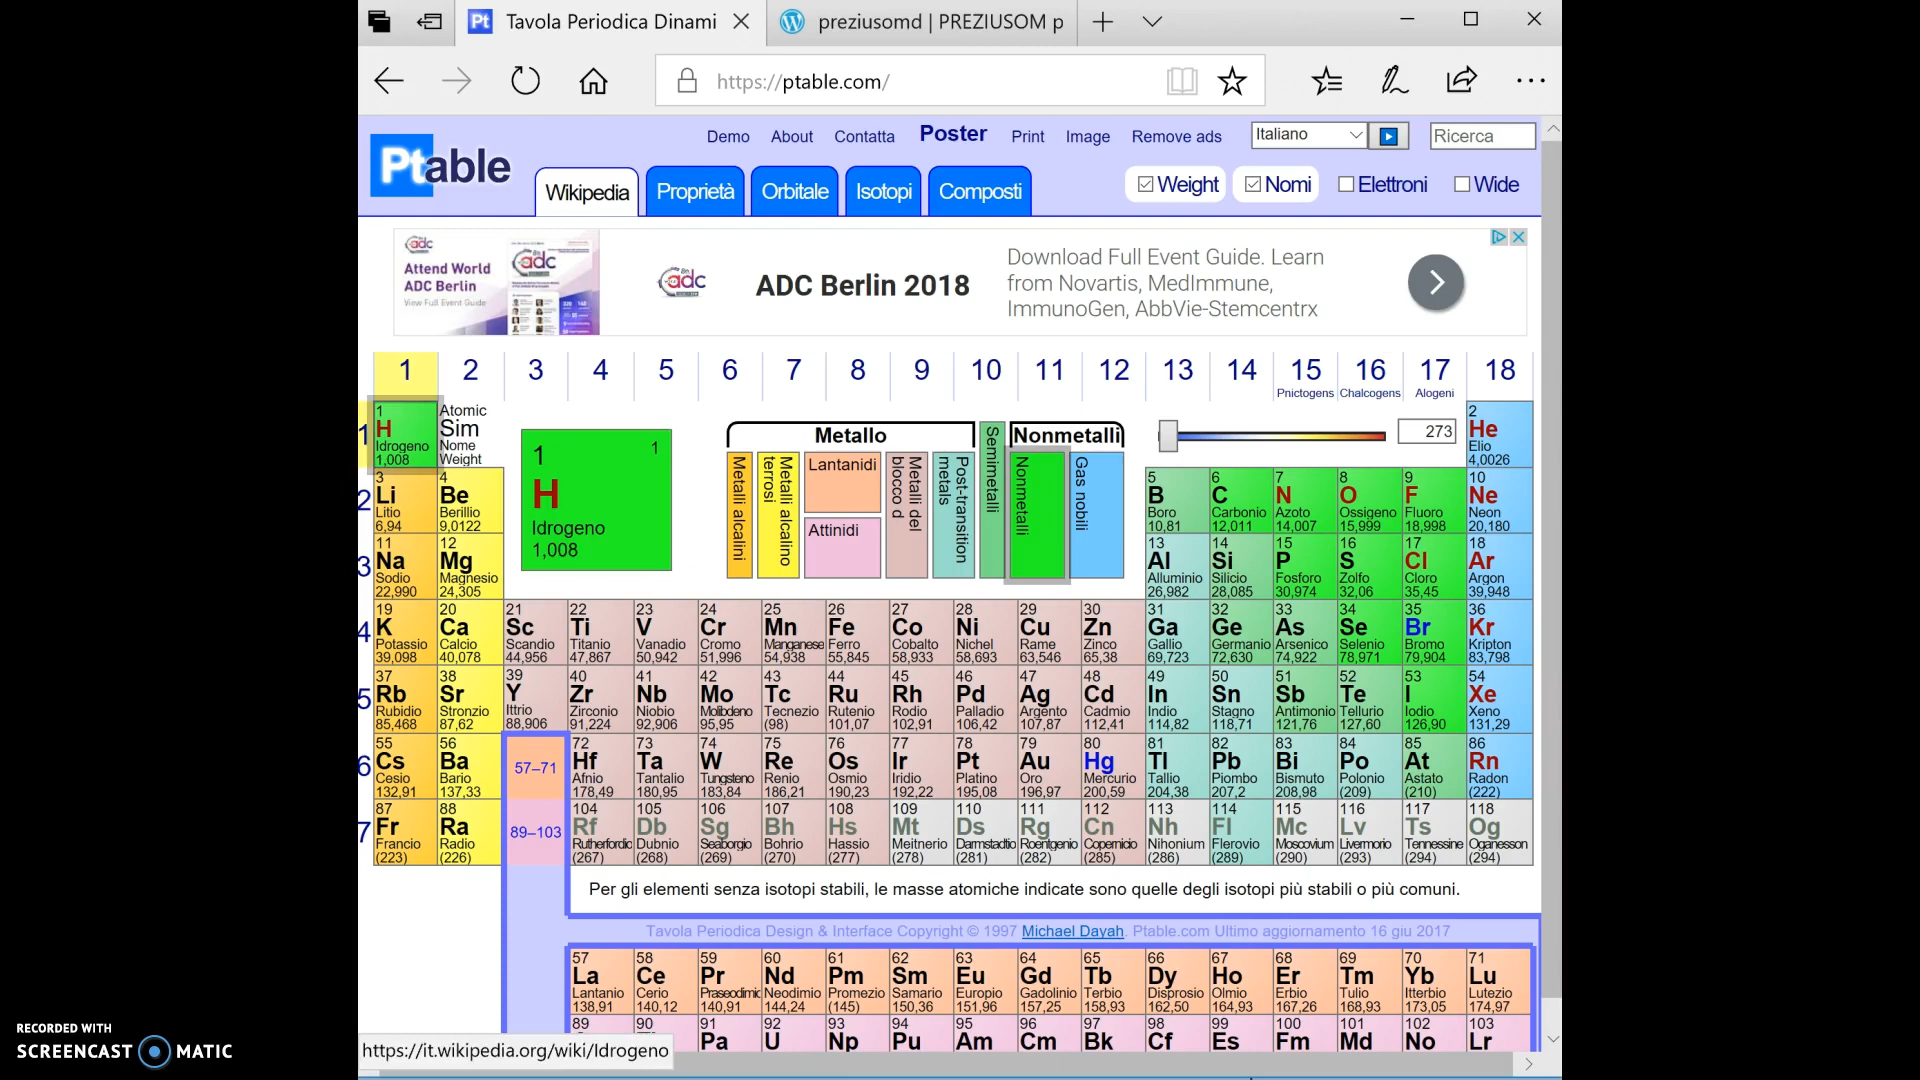 Tavola Periodica Dinami
preziusomd | PREZIUSOM p
https://ptable.com/
Ptable
Demo About Contatta Poster Print Image Remove ads Italiano Ricerca
Wikipedia Proprietà Orbitale Isotopi Composti Weight Nomi Elettroni Wide
adc
Attend World
ADC Berlin
View Full Event Guide
adc
adc
ADC Berlin 2018
Download Full Event Guide. Learn
from Novartis, MedImmune,
ImmunoGen, AbbVie-Stemcentrx
1 2 3 4 5 6 7 8 9 10 11 12 13 14 15 16 17 18
Pnictogens Chalcogens Alogeni
Atomic
Sim
Nome
Weight
1 1
H
Idrogeno
1,008
Metallo Nonmetalli
Metalli alcalini
Metalli alcalino terrosi
Lantanidi
Attinidi
Metalli del blocco d
Post-transition metals
Semimetalli
Nonmetalli
Gas nobili
273
1
1 2
H He
Idrogeno Elio
1,008 4,0026
2
3 4 5 6 7 8 9 10
Li Be B C N O F Ne
Litio Berillio Boro Carbonio Azoto Ossigeno Fluoro Neon
6,94 9,0122 10,81 12,011 14,007 15,999 18,998 20,180
3
11 12 13 14 15 16 17 18
Na Mg Al Si P S Cl Ar
Sodio Magnesio Alluminio Silicio Fosforo Zolfo Cloro Argon
22,990 24,305 26,982 28,085 30,974 32,06 35,45 39,948
4
19 20 21 22 23 24 25 26 27 28 29 30 31 32 33 34 35 36
K Ca Sc Ti V Cr Mn Fe Co Ni Cu Zn Ga Ge As Se Br Kr
Potassio Calcio Scandio Titanio Vanadio Cromo Manganese Ferro Cobalto Nichel Rame Zinco Gallio Germanio Arsenico Selenio Bromo Kripton
39,098 40,078 44,956 47,867 50,942 51,996 54,938 55,845 58,933 58,693 63,546 65,38 69,723 72,630 74,922 78,971 79,904 83,798
5
37 38 39 40 41 42 43 44 45 46 47 48 49 50 51 52 53 54
Rb Sr Y Zr Nb Mo Tc Ru Rh Pd Ag Cd In Sn Sb Te I Xe
Rubidio Stronzio Ittrio Zirconio Niobio Molibdeno Tecnezio Rutenio Rodio Palladio Argento Cadmio Indio Stagno Antimonio Tellurio Iodio Xeno
85,468 87,62 88,906 91,224 92,906 95,95 (98) 101,07 102,91 106,42 107,87 112,41 114,82 118,71 121,76 127,60 126,90 131,29
6
55 56 57–71 72 73 74 75 76 77 78 79 80 81 82 83 84 85 86
Cs Ba Hf Ta W Re Os Ir Pt Au Hg Tl Pb Bi Po At Rn
Cesio Bario Afnio Tantalio Tungsteno Renio Osmio Iridio Platino Oro Mercurio Tallio Piombo Bismuto Polonio Astato Radon
132,91 137,33 178,49 180,95 183,84 186,21 190,23 192,22 195,08 196,97 200,59 204,38 207,2 208,98 (209) (210) (222)
7
87 88 89–103 104 105 106 107 108 109 110 111 112 113 114 115 116 117 118
Fr Ra Rf Db Sg Bh Hs Mt Ds Rg Cn Nh Fl Mc Lv Ts Og
Francio Radio Rutherfordic Dubnio Seaborgio Bohrio Hassio Meitnerio Darmstadtio Roentgenio Copernicio Nihonium Flerovio Moscovium Livermorio Tennessine Oganesson
(223) (226) (267) (268) (269) (270) (277) (278) (281) (282) (285) (286) (289) (290) (293) (294) (294)
Per gli elementi senza isotopi stabili, le masse atomiche indicate sono quelle degli isotopi più stabili o più comuni.
Tavola Periodica Design & Interface Copyright © 1997 Michael Dayah. Ptable.com Ultimo aggiornamento 16 giu 2017
57 58 59 60 61 62 63 64 65 66 67 68 69 70 71
La Ce Pr Nd Pm Sm Eu Gd Tb Dy Ho Er Tm Yb Lu
Lantanio Cerio Praseodimic Neodimio Promezio Samario Europio Gadolinio Terbio Disprosio Olmio Erbio Tulio Itterbio Lutezio
138,91 140,12 140,91 144,24 (145) 150,36 151,96 157,25 158,93 162,50 164,93 167,26 168,93 173,05 174,97
89 90 91 92 93 94 95 96 97 98 99 100 101 102 103
Pa U Np Pu Am Cm Bk Cf Es Fm Md No Lr
https://it.wikipedia.org/wiki/Idrogeno
RECORDED WITH
SCREENCAST MATIC